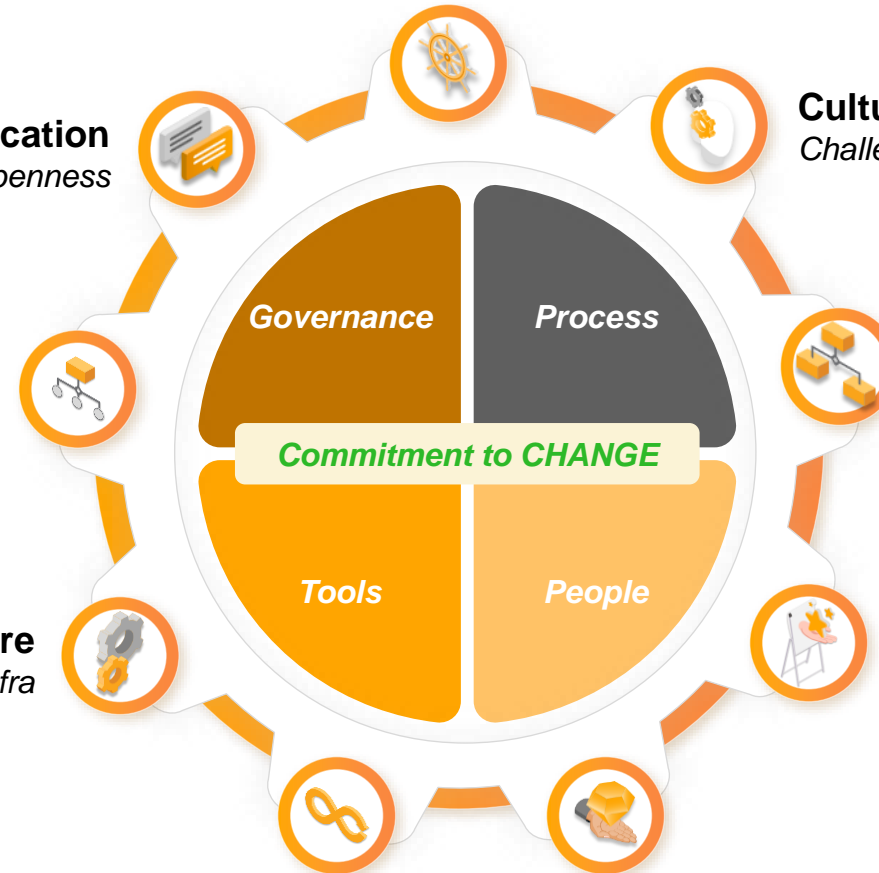 cation
Cultu
penness
Challe
Governance
Process
Commitment to CHANGE
Tools
People
re
fra